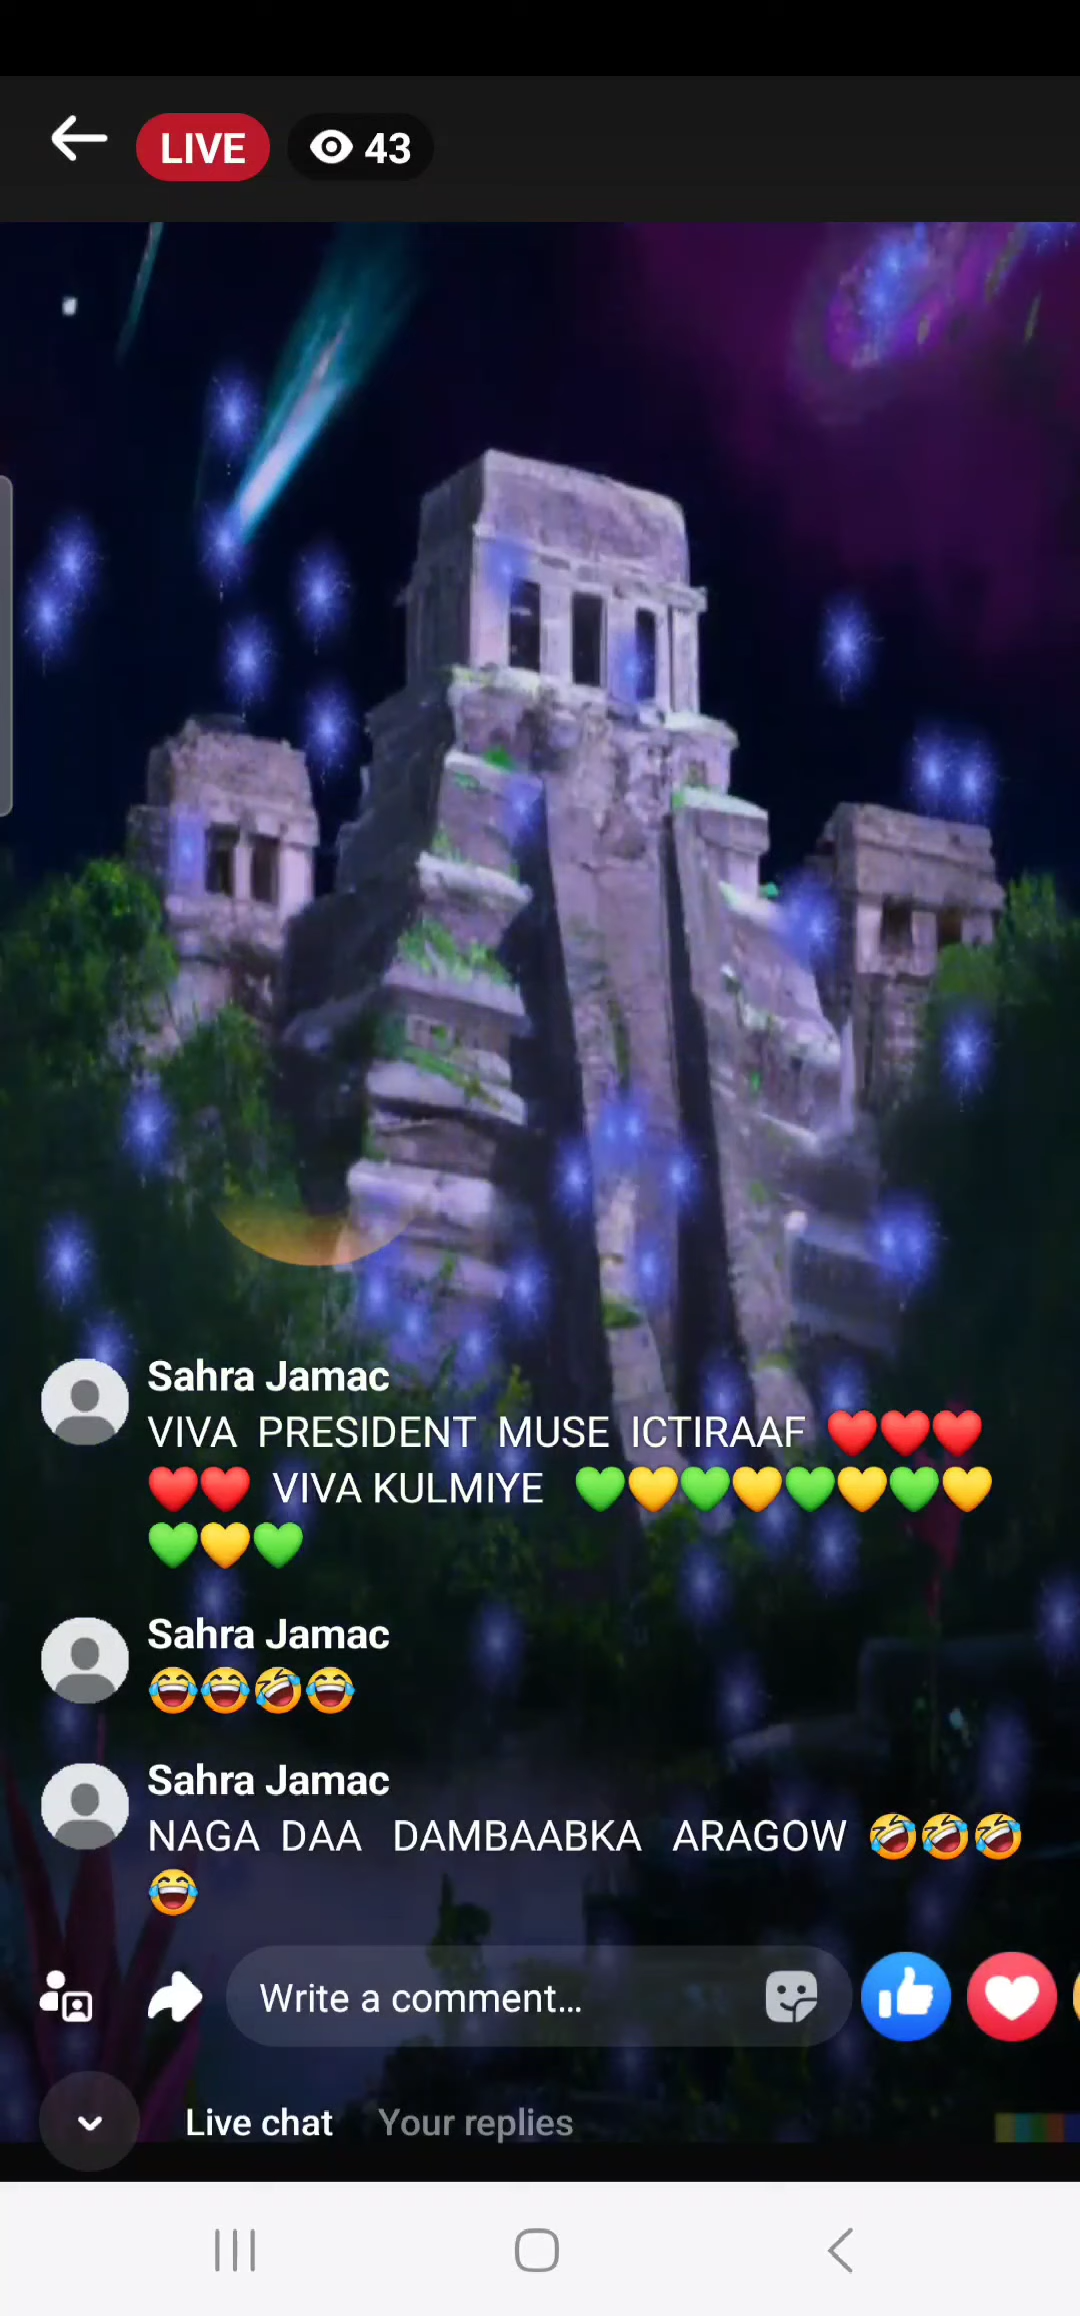 LIVE 43
Sahra Jamac
VIVA PRESIDENT MUSE ICTIRAAF ❤️❤️❤️
❤️❤️ VIVA KULMIYE 💚💛💚💛💚💛💚💛
💚💛💚
Sahra Jamac
😂😂🤣😂
Sahra Jamac
NAGA DAA DAMBAABKA ARAGOW 🤣🤣🤣
😂
Write a comment...
Live chat Your replies